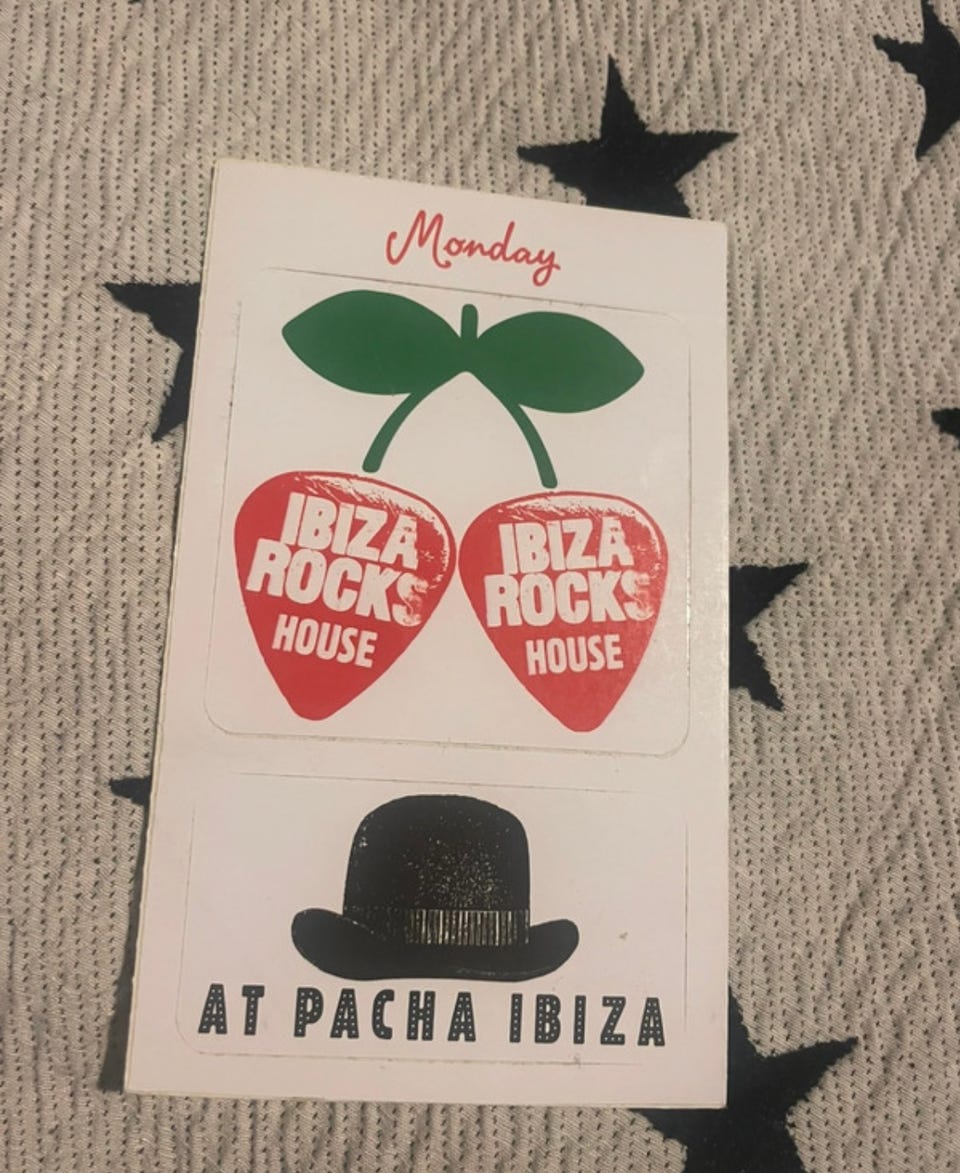 Monday
IBIZA
ROCKS
HOUSE
IBIZA
ROCKS
HOUSE
AT PACHA IBIZA